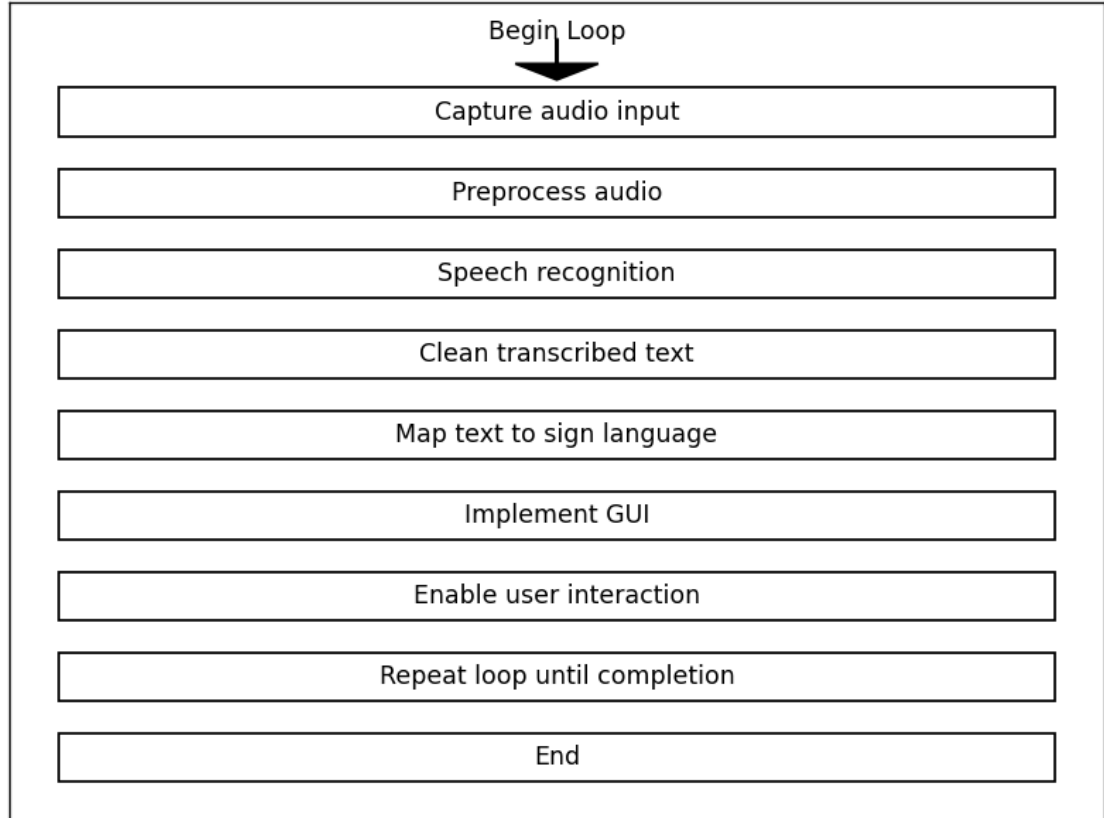 Begin Loop
Capture audio input
Preprocess audio
Speech recognition
Clean transcribed text
Map text to sign language
Implement GUI
Enable user interaction
Repeat loop until completion
End